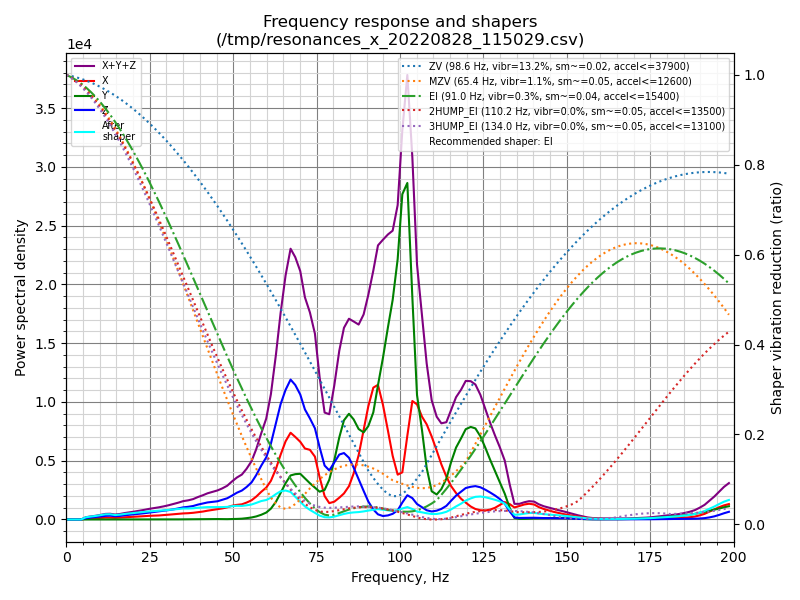 Frequency response and shapers
(/tmp/resonances_x_20220828_115029.csv)
1e4
X+Y+Z
X
Y
After
shaper
ZV (98.6 Hz, vibr=13.2%, sm~=0.02, accel<=37900)
MZV (65.4 Hz, vibr=1.1%, sm~=0.05, accel<=12600)
EI (91.0 Hz, vibr=0.3%, sm~=0.04, accel<=15400)
2HUMP_EI (110.2 Hz, vibr=0.0%, sm~=0.05, accel<=13500)
3HUMP_EI (134.0 Hz, vibr=0.0%, sm~=0.05, accel<=13100)
Recommended shaper: EI
Power spectral density
3.5
3.0
2.5
2.0
1.5
1.0
0.5
0.0
1.0
0.8
0.6
0.4
0.2
0.0
Shaper vibration reduction (ratio)
0
25
50
75
100
125
150
175
200
Frequency, Hz